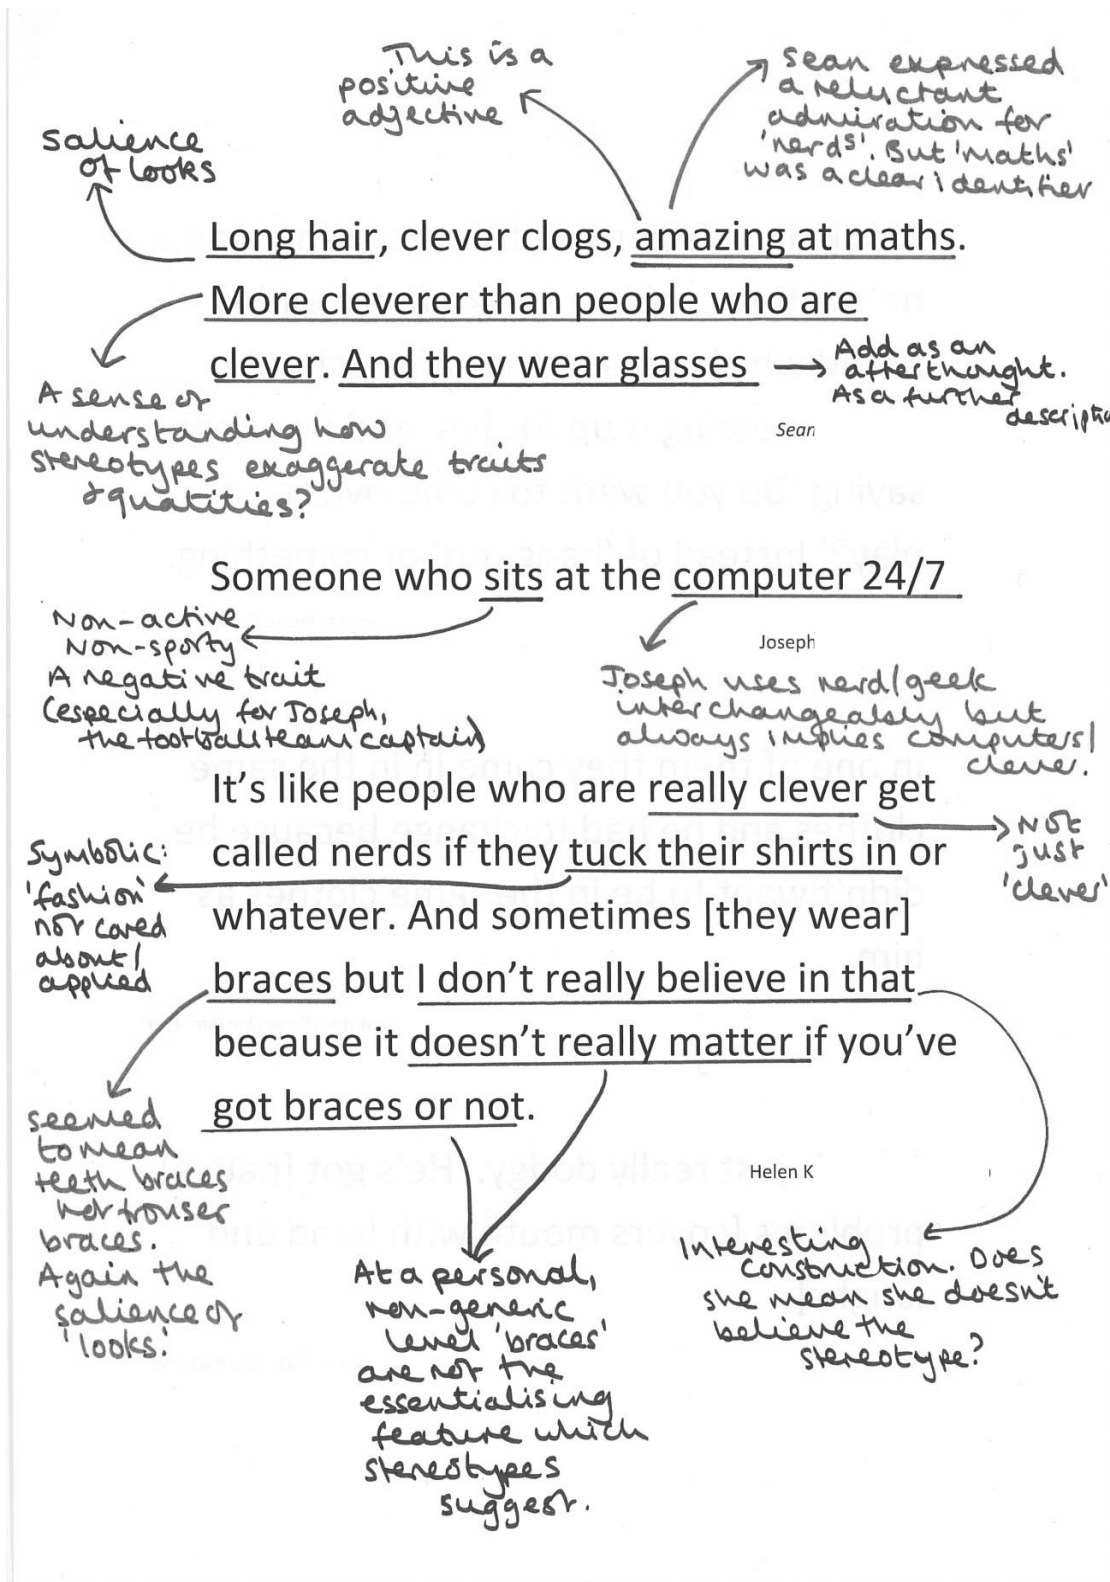 This is a
positive
adjective
Sean expressed
a reluctant
admiration for
'nerds'. But 'maths'
was a clear identifier
Salience
of looks
Long hair, clever clogs, amazing at maths.
More cleverer than people who are
clever. And they wear glasses
Add as an
afterthought.
As a further
descriptio
Sean
A sense of
understanding how
stereotypes exaggerate traits
& quatities?
Someone who sits at the computer 24/7
Non-active
Non-sporty
A negative trait
(especially for Joseph,
the football team captain)
Joseph
Joseph uses nerd/geek
interchangeably but
always implies computers/
clever.
It's like people who are really clever get
called nerds if they tuck their shirts in or
whatever. And sometimes [they wear]
braces but I don't really believe in that
because it doesn't really matter if you've
got braces or not.
Not
just
'clever'
Symbolic:
'fashion'
not cared
about/
applied
seemed
to mean
teeth braces
not trouser
braces.
Again the
salience of
'looks'.
Helen K
At a personal,
non-generic
level 'braces'
are not the
essentialising
feature which
stereotypes
suggest.
Interesting
construction. Does
she mean she doesn't
believe the
stereotype?